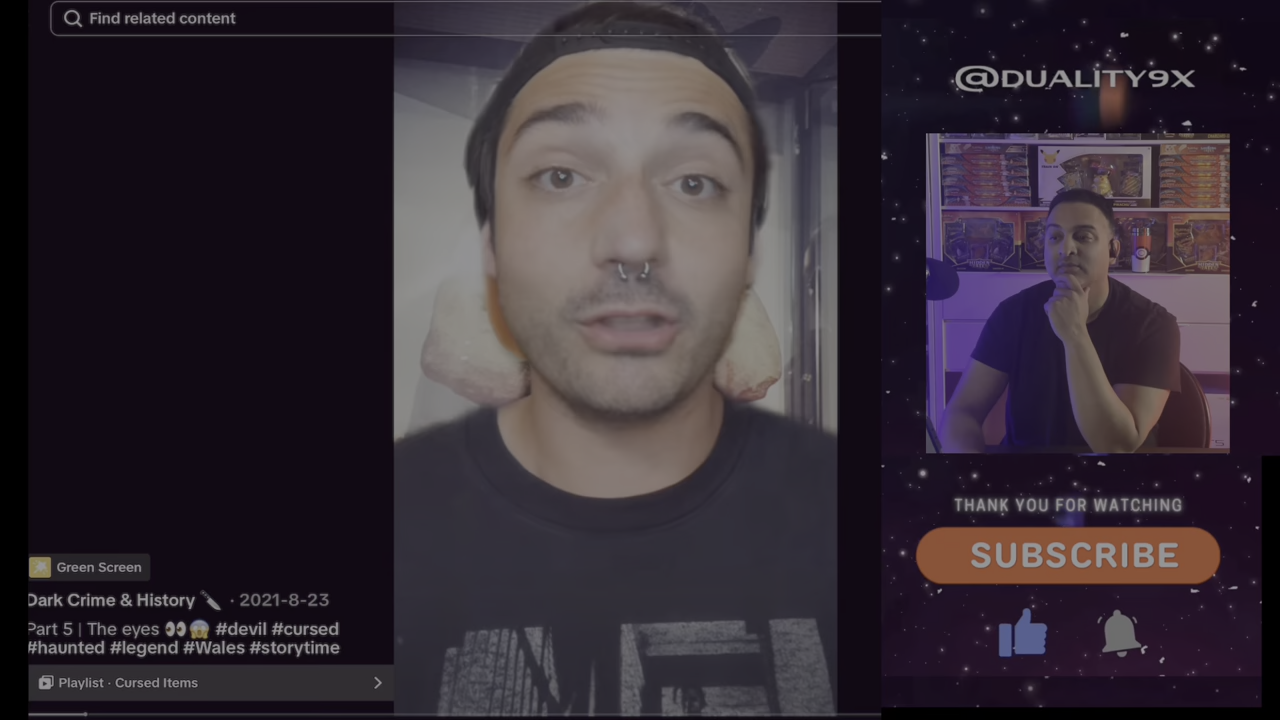 Find related content
@DUALITY9X
Green Screen
Dark Crime & History 🔪 · 2021-8-23
Part 5 | The eyes 👀😱 #devil #cursed
#haunted #legend #Wales #storytime
Playlist · Cursed Items
THANK YOU FOR WATCHING
SUBSCRIBE